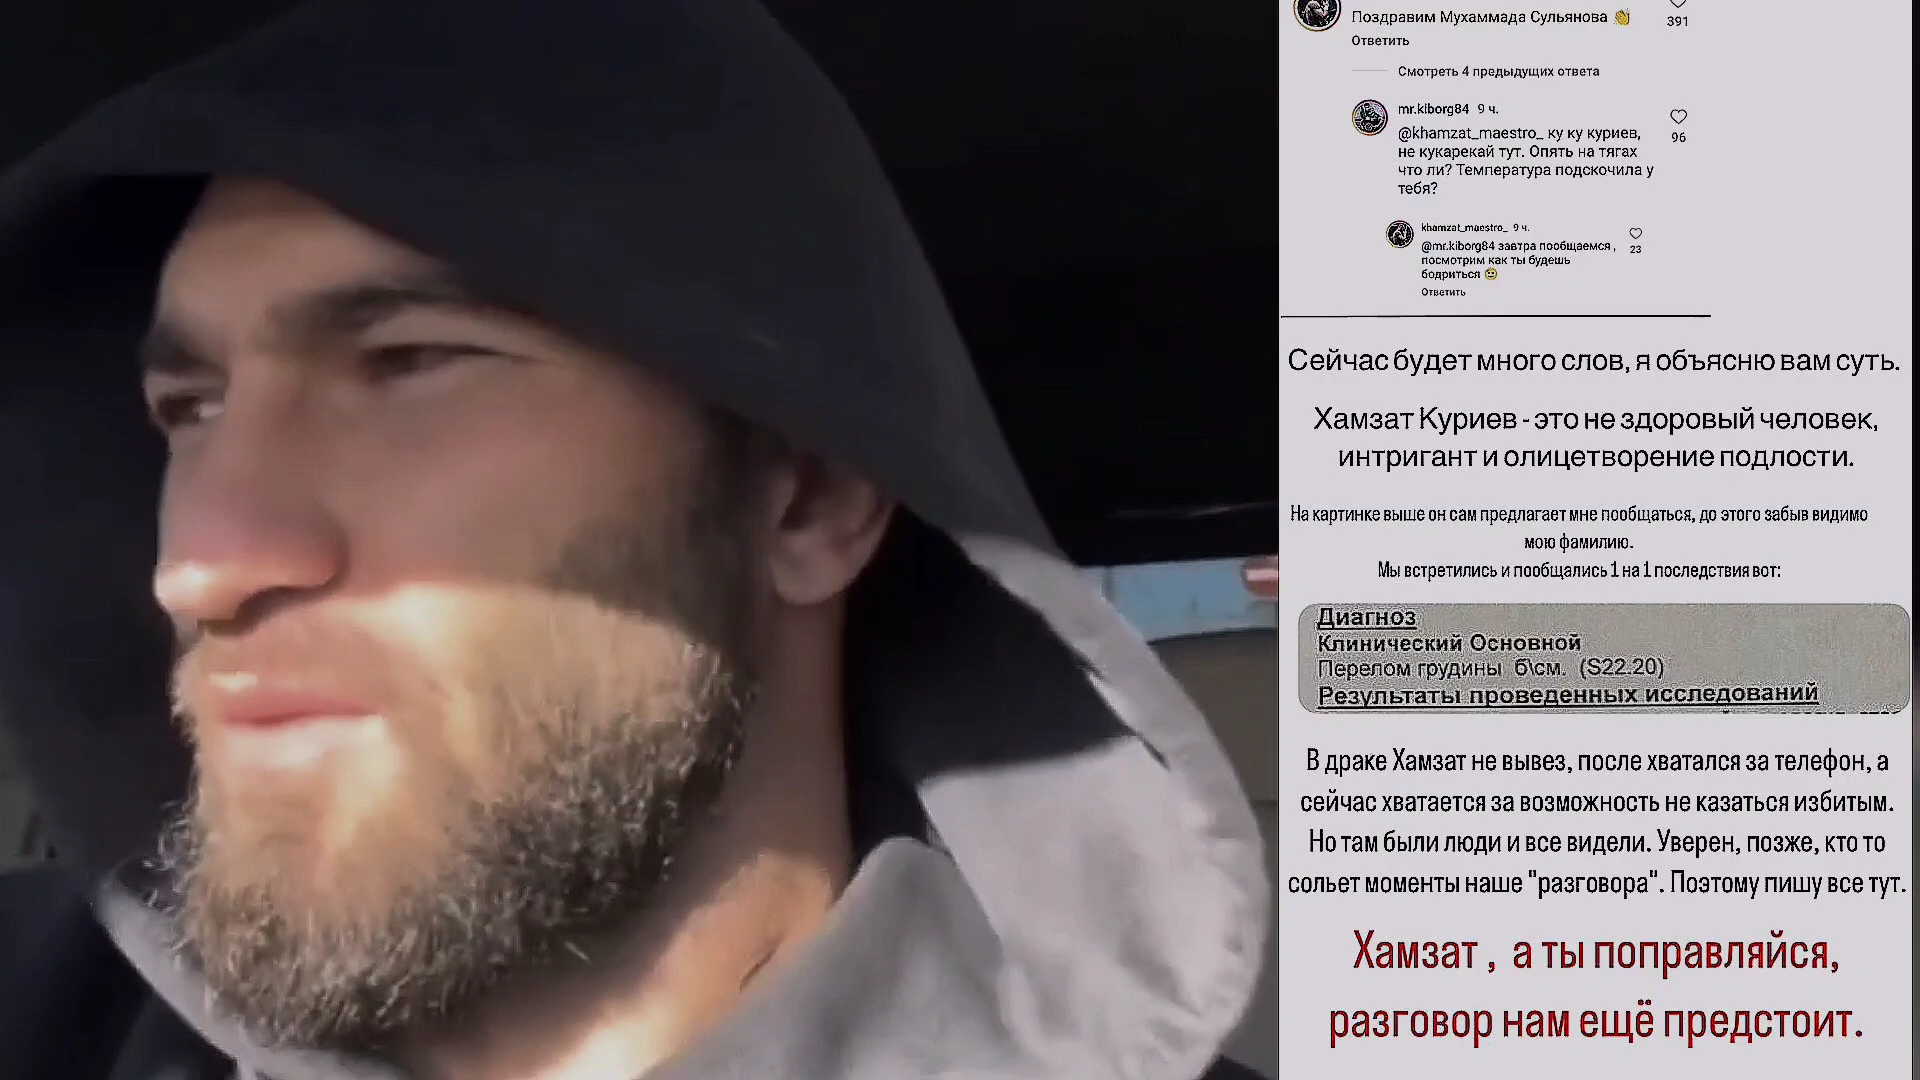 Поздравим Мухаммада Сульянова 👏
391
Ответить
Смотреть 4 предыдущих ответа
mr.kiborg84 9 ч.
@khamzat_maestro_ ку ку куриев,
не кукарекай тут. Опять на тягах
что ли? Температура подскочила у
тебя?
96
khamzat_maestro_ 9 ч.
@mr.kiborg84 завтра пообщаемся ,
посмотрим как ты будешь
бодриться
23
Ответить
Сейчас будет много слов, я объясню вам суть.
Хамзат Куриев - это не здоровый человек,
интригант и олицетворение подлости.
На картинке выше он сам предлагает мне пообщаться, до этого забыв видимо
мою фамилию.
Мы встретились и пообщались 1 на 1 последствия вот:
Диагноз
Клинический Основной
Перелом грудины б\см. (S22.20)
Результаты проведенных исследований
В драке Хамзат не вывез, после хватался за телефон, а
сейчас хватается за возможность не казаться избитым.
Но там были люди и все видели. Уверен, позже, кто то
сольет моменты наше "разговора". Поэтому пишу все тут.
Хамзат , а ты поправляйся,
разговор нам ещё предстоит.